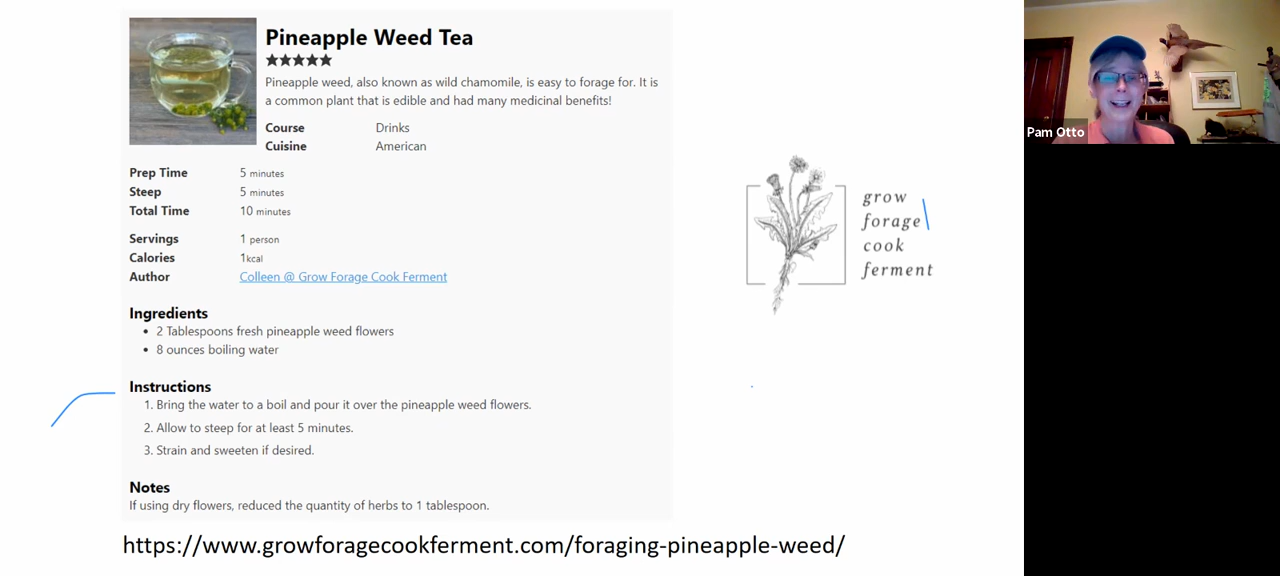 Pineapple Weed Tea
★★★★★
Pineapple weed, also known as wild chamomile, is easy to forage for. It is
a common plant that is edible and had many medicinal benefits!
Course Drinks
Cuisine American
Prep Time 5 minutes
Steep 5 minutes
Total Time 10 minutes
Servings 1 person
Calories 1kcal
Author Colleen @ Grow Forage Cook Ferment
Ingredients
• 2 Tablespoons fresh pineapple weed flowers
• 8 ounces boiling water
Instructions
1. Bring the water to a boil and pour it over the pineapple weed flowers.
2. Allow to steep for at least 5 minutes.
3. Strain and sweeten if desired.
Notes
If using dry flowers, reduced the quantity of herbs to 1 tablespoon.
https://www.growforagecookferment.com/foraging-pineapple-weed/
grow
forage
cook
ferment
Pam Otto